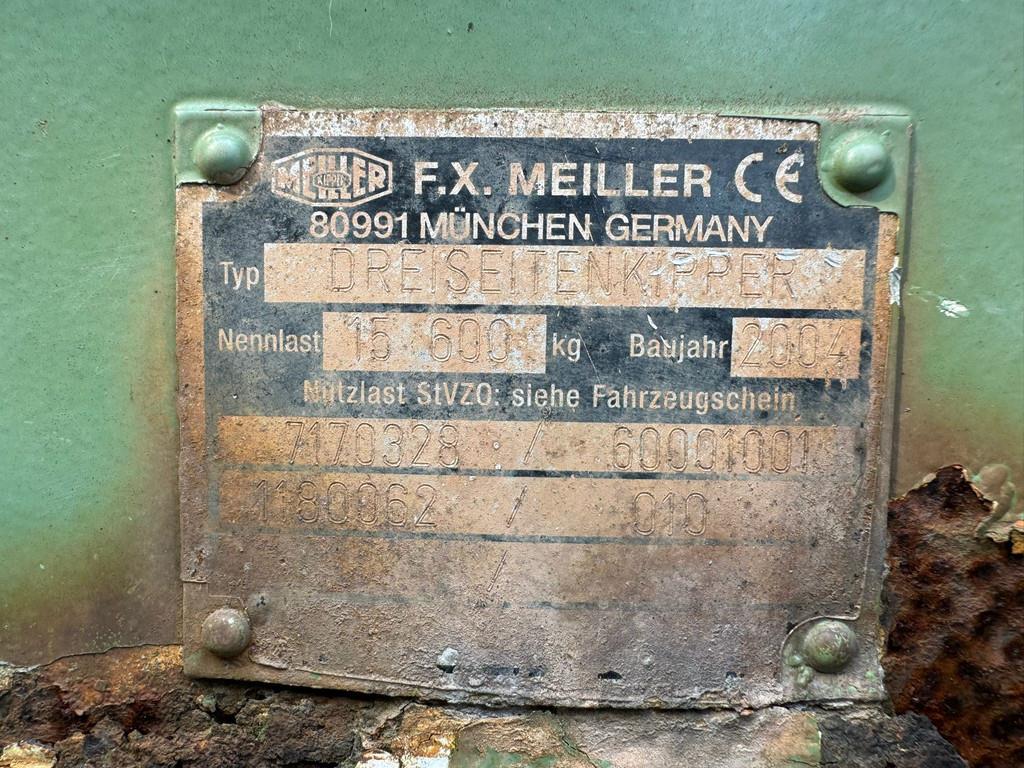 MEILLER KIPPER F.X. MEILLER CE
80991 MÜNCHEN GERMANY
Typ DREISEITENKIPPER
Nennlast 15 600 kg Baujahr 2004
Nutzlast StVZO: siehe Fahrzeugschein
7170328 / 60001001
1180062 / 010
/